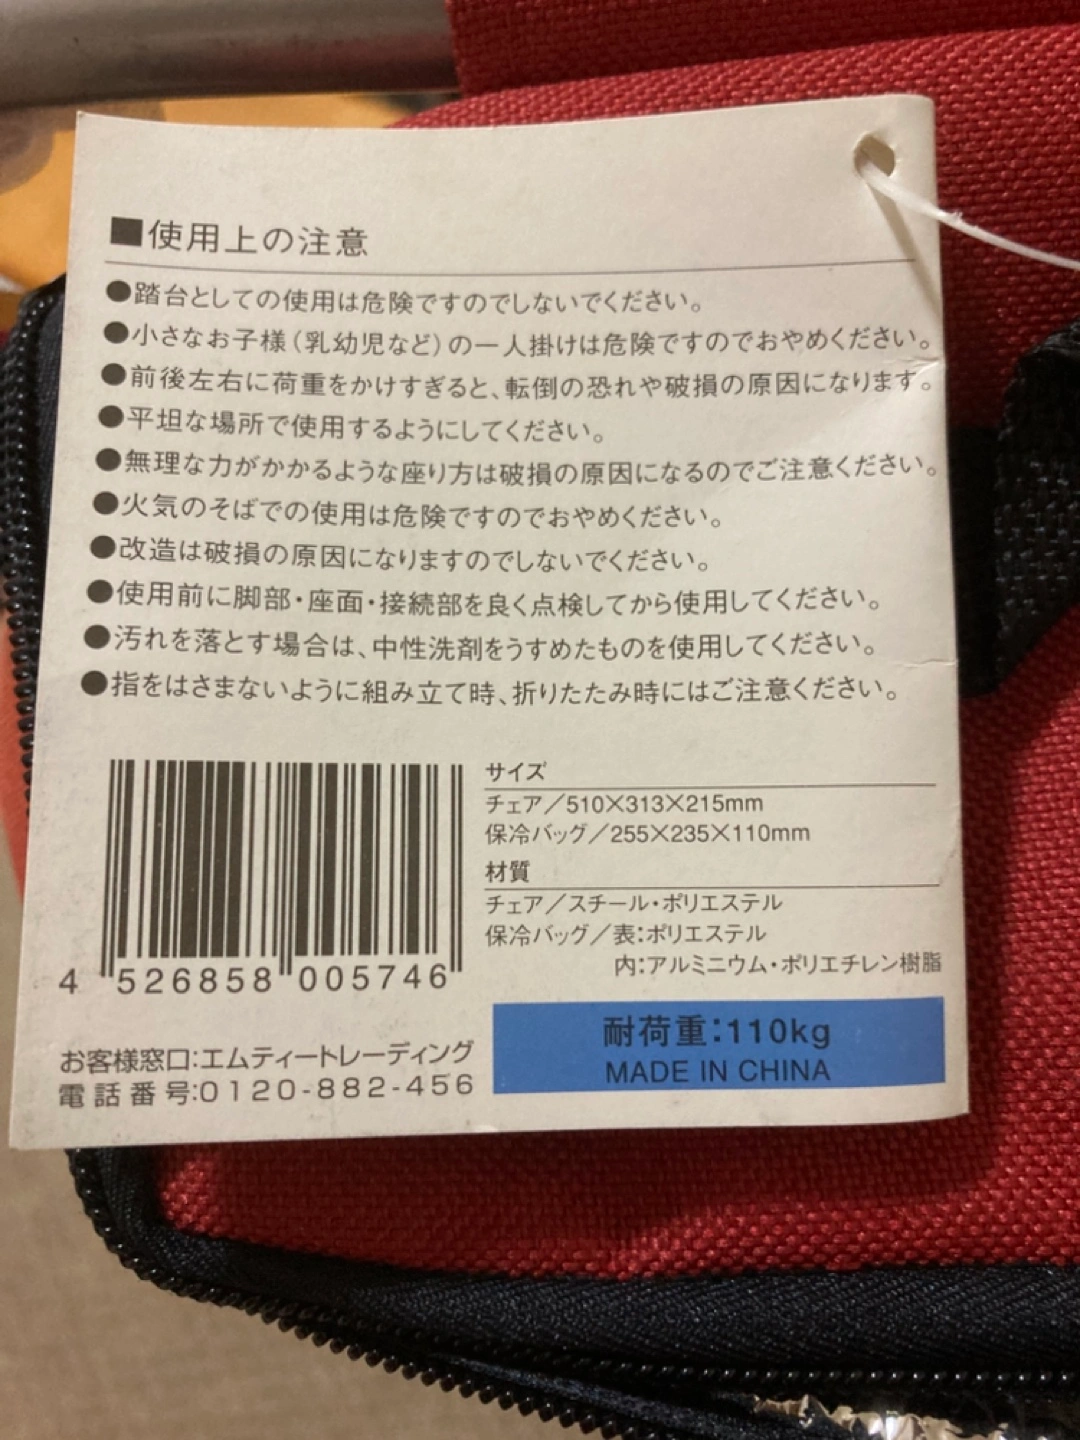 ■使用上の注意
●踏台としての使用は危険ですのでしないでください。
●小さなお子様(乳幼児など)の一人掛けは危険ですのでおやめください。
●前後左右に荷重をかけすぎると、転倒の恐れや破損の原因になります。
●平坦な場所で使用するようにしてください。
●無理な力がかかるような座り方は破損の原因になるのでご注意ください。
●火気のそばでの使用は危険ですのでおやめください。
●改造は破損の原因になりますのでしないでください。
●使用前に脚部・座面・接続部を良く点検してから使用してください。
●汚れを落とす場合は、中性洗剤をうすめたものを使用してください。
●指をはさまないように組み立て時、折りたたみ時にはご注意ください。
サイズ
チェア/510×313×215mm
保冷バッグ/255×235×110mm
材質
チェア/スチール・ポリエステル
保冷バッグ/表:ポリエステル
内:アルミニウム・ポリエチレン樹脂
4 526858 005746
耐荷重:110kg
MADE IN CHINA
お客様窓口:エムティートレーディング
電話番号:0120-882-456